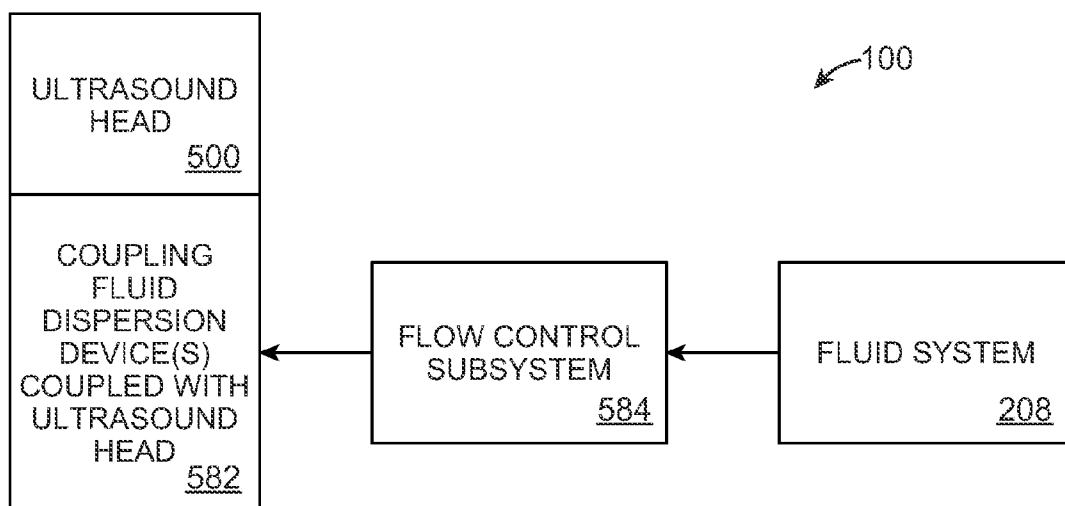 100
ULTRASOUND
HEAD
500
COUPLING
FLUID
DISPERSION
DEVICE(S)
COUPLED WITH
ULTRASOUND
HEAD
582
FLOW CONTROL
SUBSYSTEM
584
FLUID SYSTEM
208